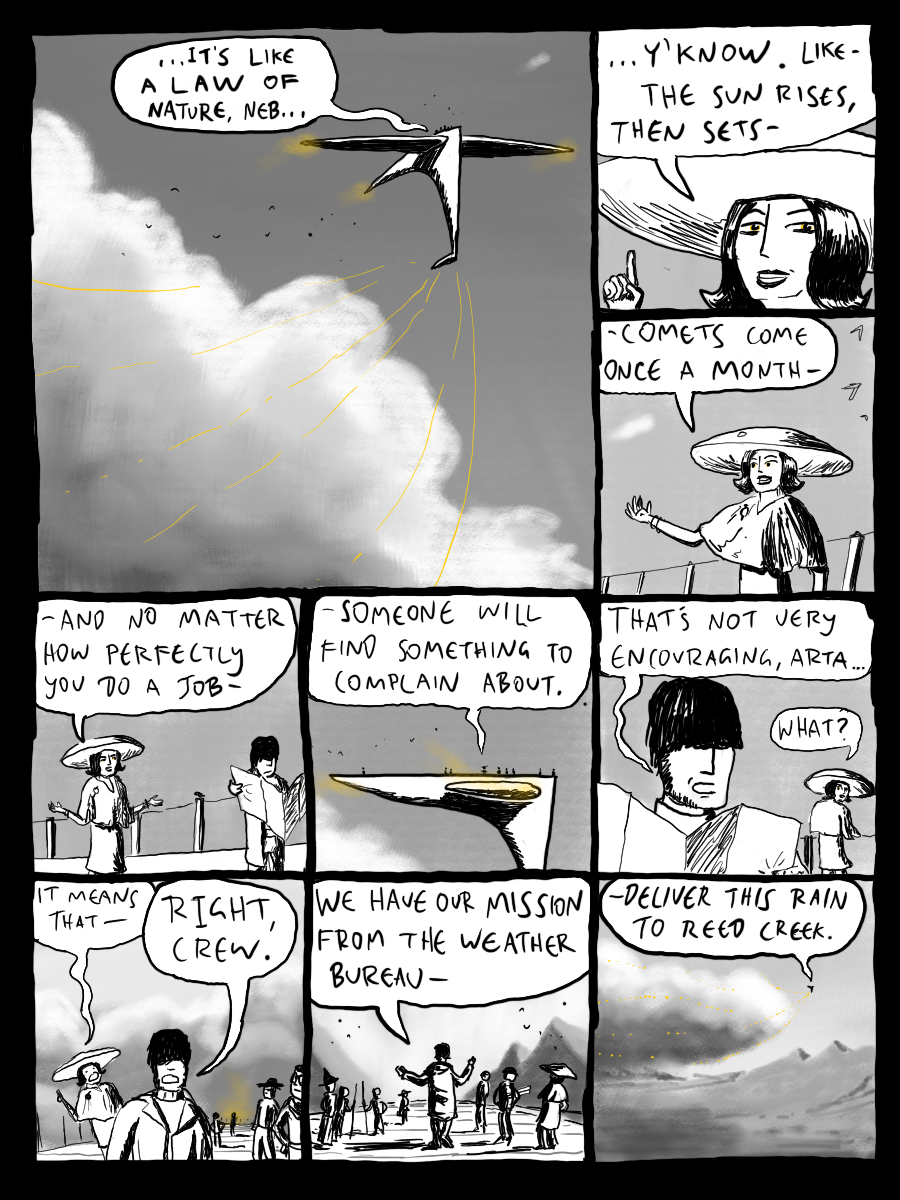 ...IT'S LIKE
A LAW OF
NATURE, NEB...
...Y'KNOW. LIKE-
THE SUN RISES,
THEN SETS-
-COMETS COME
ONCE A MONTH-
-AND NO MATTER
HOW PERFECTLY
YOU DO A JOB-
-SOMEONE WILL
FIND SOMETHING TO
COMPLAIN ABOUT.
THAT'S NOT VERY
ENCOURAGING, ARTA...
WHAT?
IT MEANS
THAT-
RIGHT,
CREW.
WE HAVE OUR MISSION
FROM THE WEATHER
BUREAU-
-DELIVER THIS RAIN
TO REED CREEK.